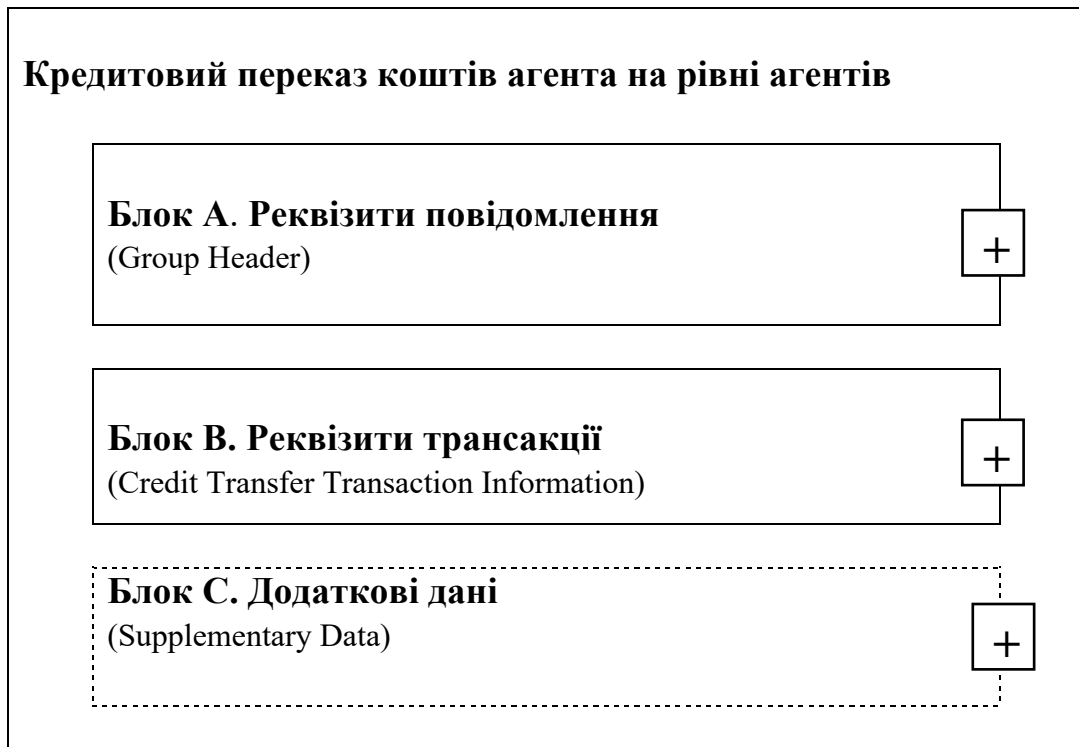 Кредитовий переказ коштів агента на рівні агентів
Блок А. Реквізити повідомлення
(Group Header)
+
Блок В. Реквізити трансакції
(Credit Transfer Transaction Information)
+
Блок С. Додаткові дані
(Supplementary Data)
+